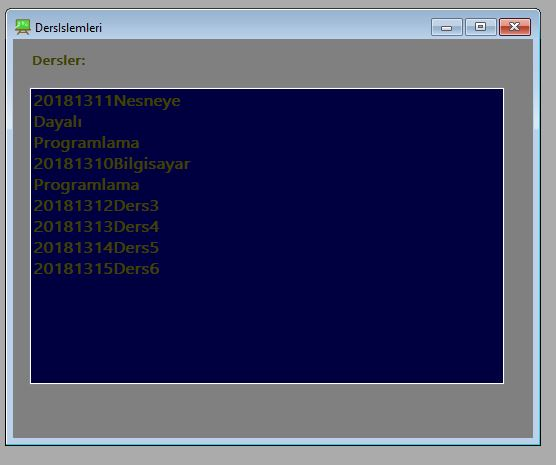 DersIslemleri
Dersler:
20181311Nesneye
Dayalı
Programlama
20181310Bilgisayar
Programlama
20181312Ders3
20181313Ders4
20181314Ders5
20181315Ders6